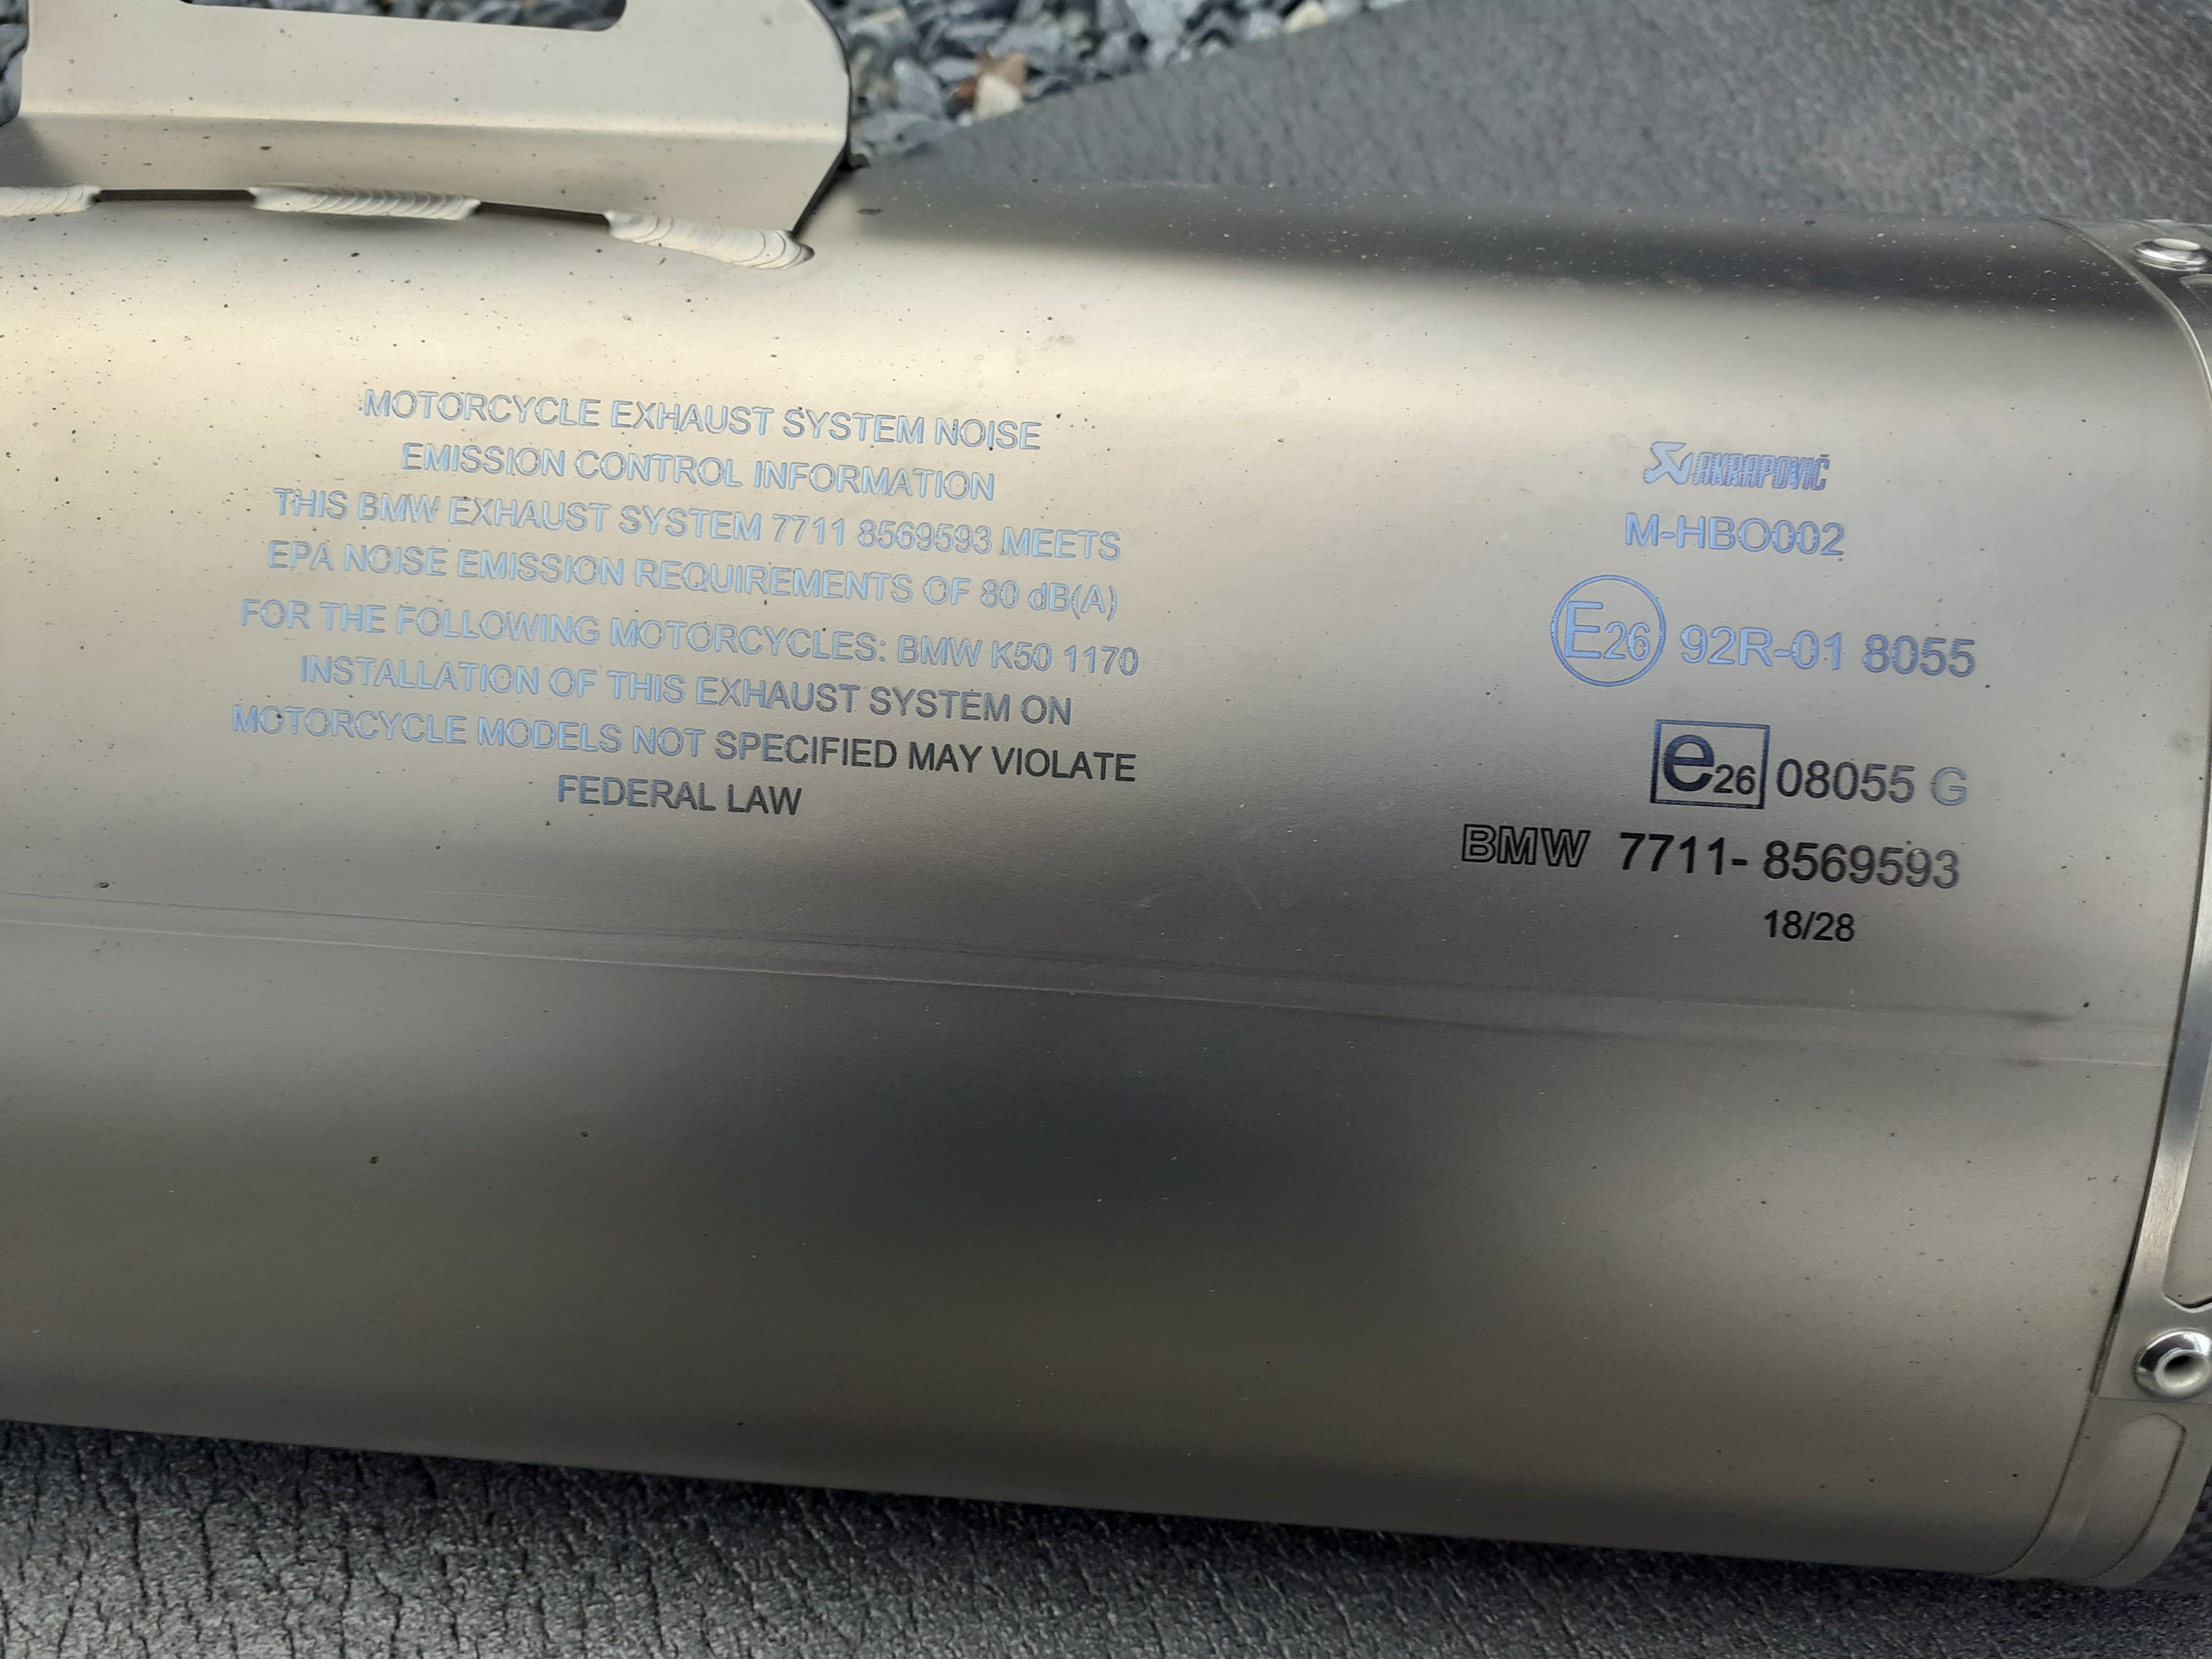 MOTORCYCLE EXHAUST SYSTEM NOISE
EMISSION CONTROL INFORMATION
THIS BMW EXHAUST SYSTEM 7711 8569593 MEETS
EPA NOISE EMISSION REQUIREMENTS OF 80 dB(A)
FOR THE FOLLOWING MOTORCYCLES: BMW K50 1170
INSTALLATION OF THIS EXHAUST SYSTEM ON
MOTORCYCLE MODELS NOT SPECIFIED MAY VIOLATE
FEDERAL LAW
AKRAPOVIČ
M-HBO002
E26 92R-01 8055
e26 08055 G
BMW 7711- 8569593
18/28